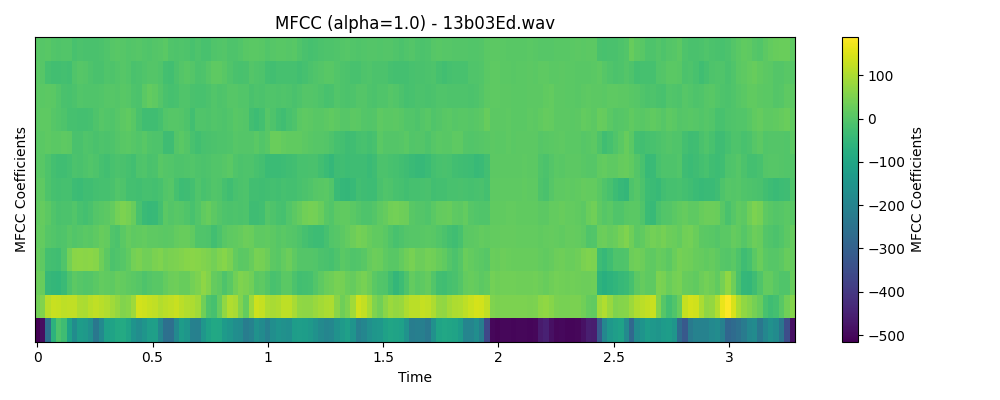 MFCC (alpha=1.0) - 13b03Ed.wav
MFCC Coefficients
0 0.5 1 1.5 2 2.5 3
Time
100
0
−100
−200
−300
−400
−500
MFCC Coefficients